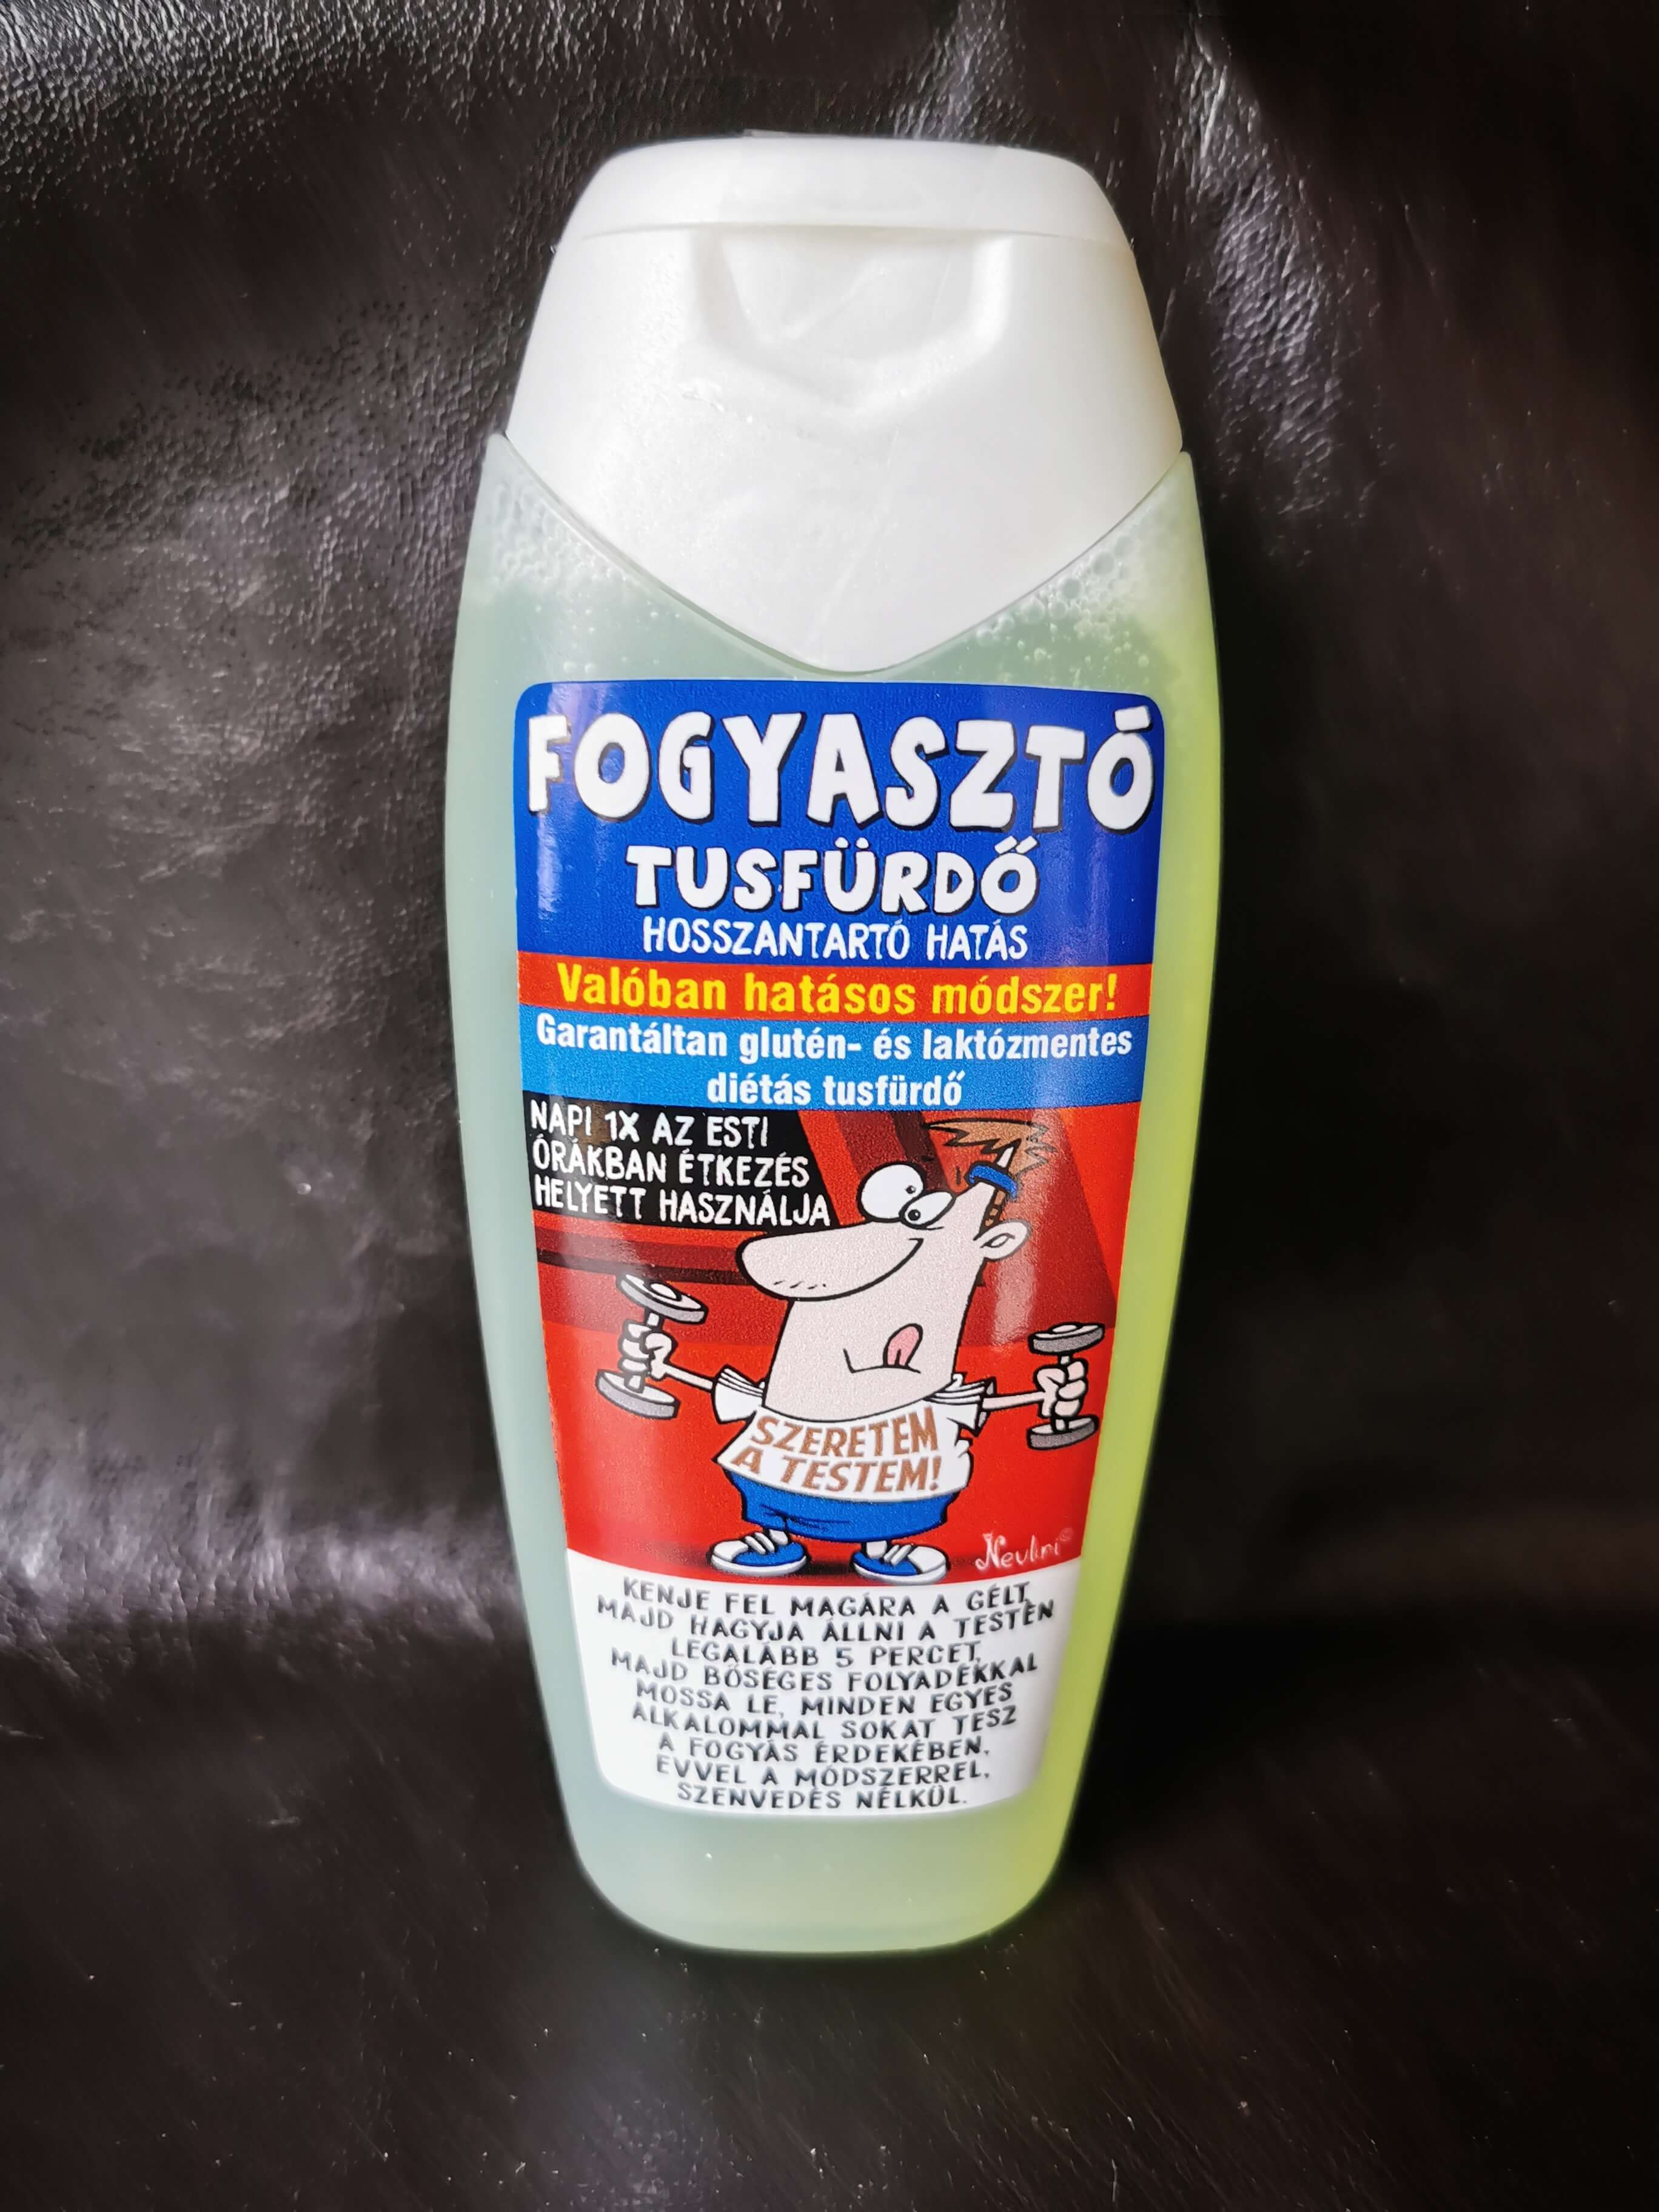 FOGYASZTÓ
TUSFÜRDŐ
HOSSZANTARTÓ HATÁS
Valóban hatásos módszer!
Garantáltan glutén- és laktózmentes
diétás tusfürdő
NAPI 1X AZ ESTI
ÓRÁKBAN ÉTKEZÉS
HELYETT HASZNÁLJA
SZERETEM
A TESTEM!
Nevlini©
KENJE FEL MAGÁRA A GÉLT,
MAJD HAGYJA ÁLLNI A TESTÉN
LEGALÁBB 5 PERCET,
MAJD BŐSÉGES FOLYADÉKKAL
MOSSA LE, MINDEN EGYES
ALKALOMMAL SOKAT TESZ
A FOGYÁS ÉRDEKÉBEN,
EVVEL A MÓDSZERREL,
SZENVEDÉS NÉLKÜL.